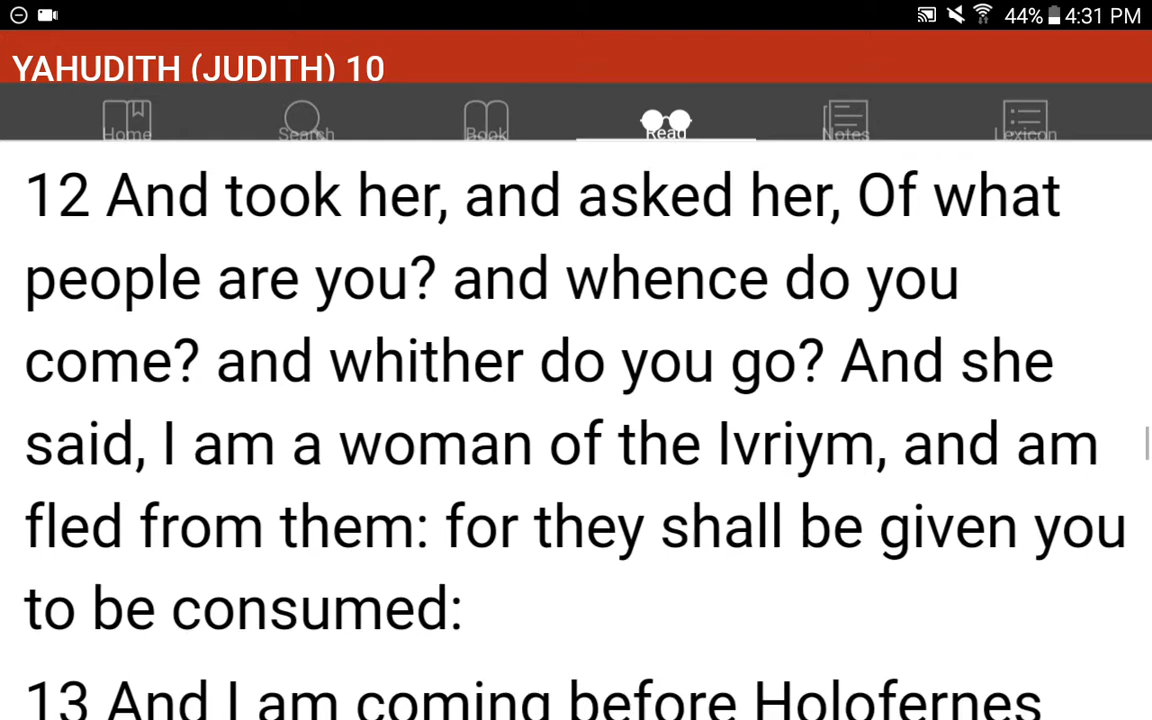 44% 4:31 PM
YAHUDITH (JUDITH) 10
Home Search Book Read Notes Lexicon
12 And took her, and asked her, Of what
people are you? and whence do you
come? and whither do you go? And she
said, I am a woman of the Ivriym, and am
fled from them: for they shall be given you
to be consumed:
13 And I am coming before Holofernes